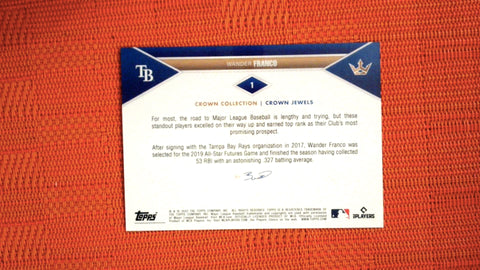 TB
WANDER FRANCO
1
CROWN COLLECTION | CROWN JEWELS
For most, the road to Major League Baseball is lengthy and trying, but these
standout players excelled on their way up and earned top rank as their Club's most
promising prospect.
After signing with the Tampa Bay Rays organization in 2017, Wander Franco was
selected for the 2019 All-Star Futures Game and finished the season having collected
53 RBI with an astonishing .327 batting average.
Topps
PLAYERS